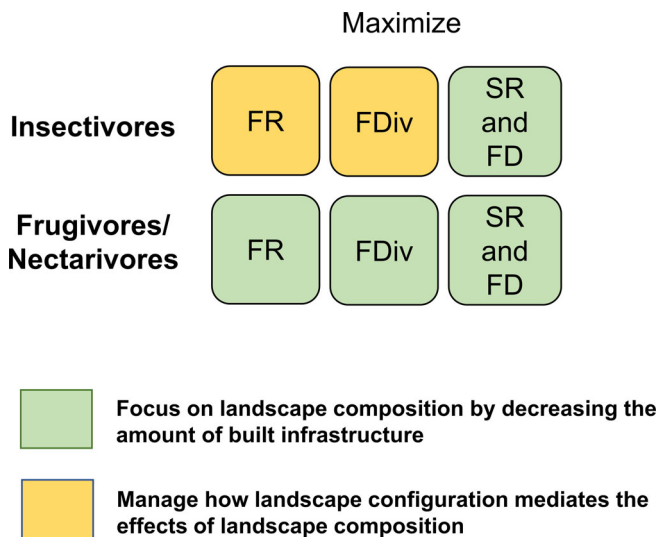 Maximize
Insectivores
FR
FDiv
SR
and
FD
Frugivores/
Nectarivores
FR
FDiv
SR
and
FD
Focus on landscape composition by decreasing the
amount of built infrastructure
Manage how landscape configuration mediates the
effects of landscape composition